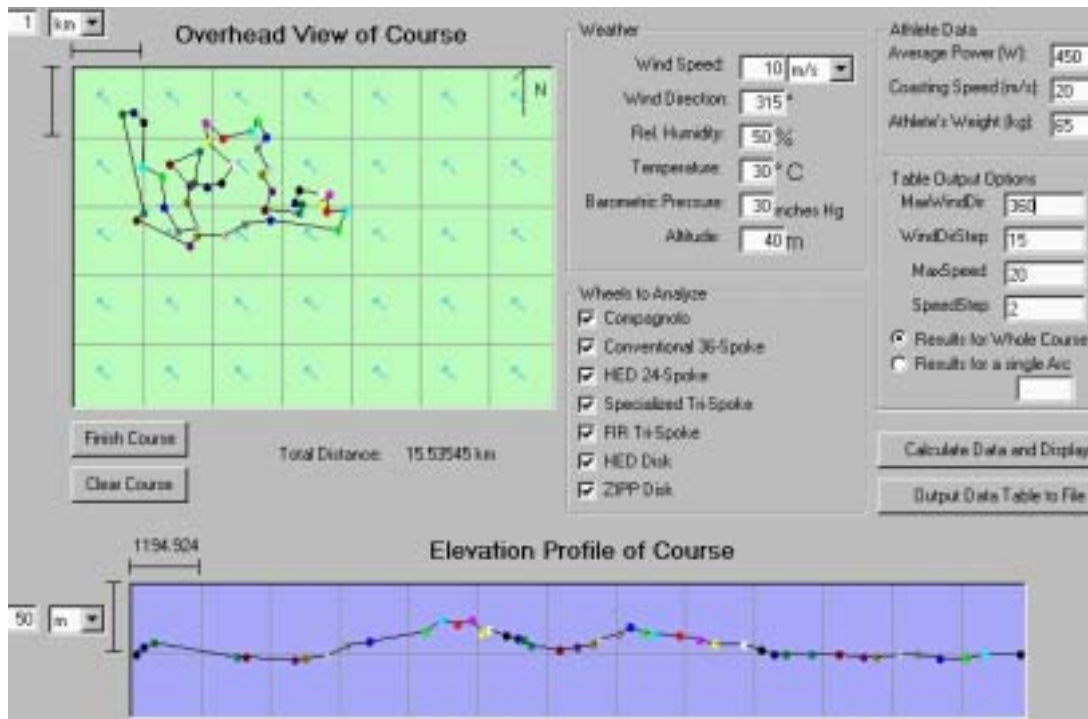 1 km
Overhead View of Course
N
Weather
Wind Speed: 10 m/s
Wind Direction: 315 °
Rel. Humidity: 50 %
Temperature: 30 ° C
Barometric Pressure: 30 inches Hg
Altitude: 40 m
Athlete Data
Average Power (W): 450
Coasting Speed (m/s): 20
Athlete's Weight (kg): 65
Table Output Options
MaxWindDir 360
WindDirStep 15
MaxSpeed 20
SpeedStep 2
Results for Whole Course
Results for a single Arc
Wheels to Analyze
Compagnolo
Conventional 36-Spoke
HED 24-Spoke
Specialized Tri-Spoke
FIR Tri-Spoke
HED Disk
ZIPP Disk
Finish Course
Clear Course
Total Distance: 15.53545 km
Calculate Data and Display
Output Data Table to File
1194.924
Elevation Profile of Course
50 m